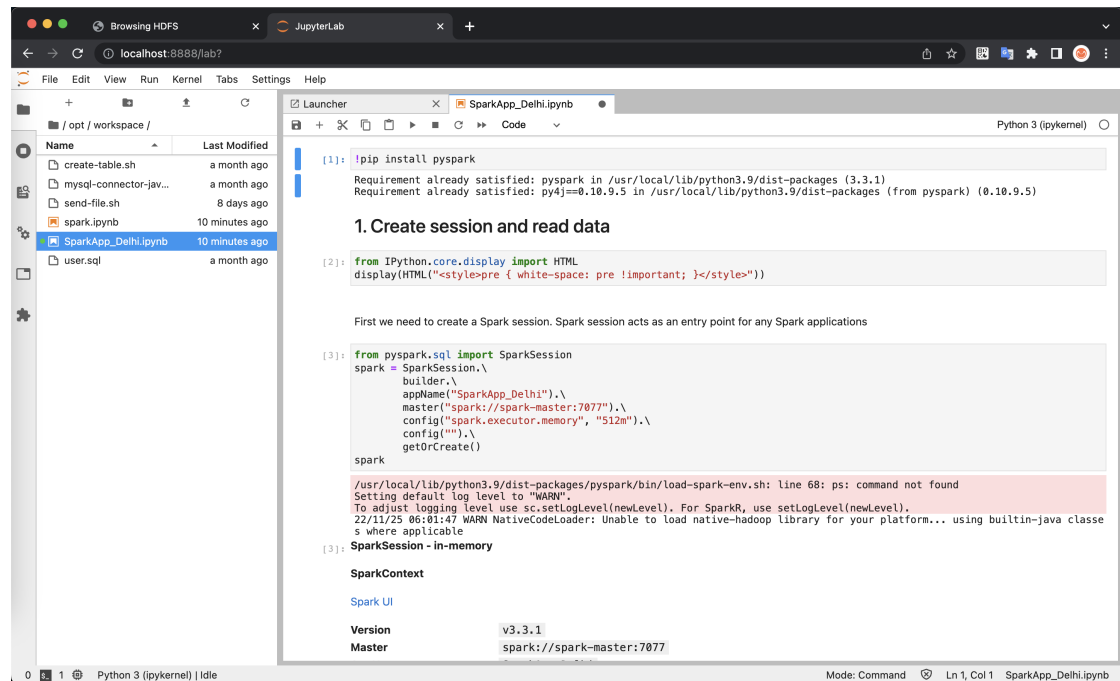 Browsing HDFS
JupyterLab
localhost:8888/lab?
File Edit View Run Kernel Tabs Settings Help
/ opt / workspace /
Name Last Modified
create-table.sh a month ago
mysql-connector-jav... a month ago
send-file.sh 8 days ago
spark.ipynb 10 minutes ago
SparkApp_Delhi.ipynb 10 minutes ago
user.sql a month ago
Launcher
SparkApp_Delhi.ipynb
Code
Python 3 (ipykernel)
[1]: !pip install pyspark
Requirement already satisfied: pyspark in /usr/local/lib/python3.9/dist-packages (3.3.1)
Requirement already satisfied: py4j==0.10.9.5 in /usr/local/lib/python3.9/dist-packages (from pyspark) (0.10.9.5)
1. Create session and read data
[2]: from IPython.core.display import HTML
display(HTML("<style>pre { white-space: pre !important; }</style>"))
First we need to create a Spark session. Spark session acts as an entry point for any Spark applications
[3]: from pyspark.sql import SparkSession
spark = SparkSession.\
builder.\
appName("SparkApp_Delhi").\
master("spark://spark-master:7077").\
config("spark.executor.memory", "512m").\
config("").\
getOrCreate()
spark
/usr/local/lib/python3.9/dist-packages/pyspark/bin/load-spark-env.sh: line 68: ps: command not found
Setting default log level to "WARN".
To adjust logging level use sc.setLogLevel(newLevel). For SparkR, use setLogLevel(newLevel).
22/11/25 06:01:47 WARN NativeCodeLoader: Unable to load native-hadoop library for your platform... using builtin-java classe
s where applicable
[3]: SparkSession - in-memory
SparkContext
Spark UI
Version v3.3.1
Master spark://spark-master:7077
0 1 Python 3 (ipykernel) | Idle
Mode: Command Ln 1, Col 1 SparkApp_Delhi.ipynb